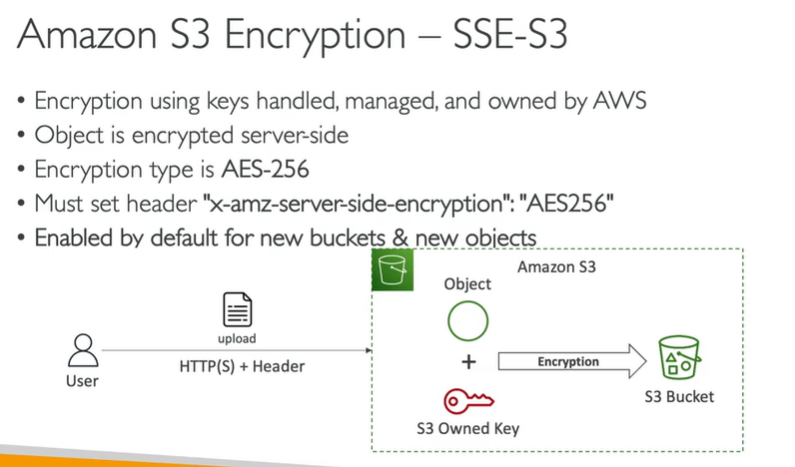 Amazon S3 Encryption – SSE-S3
• Encryption using keys handled, managed, and owned by AWS
• Object is encrypted server-side
• Encryption type is AES-256
• Must set header "x-amz-server-side-encryption": "AES256"
• Enabled by default for new buckets & new objects
Amazon S3
Object
upload
HTTP(S) + Header
User
+
Encryption
S3 Bucket
S3 Owned Key